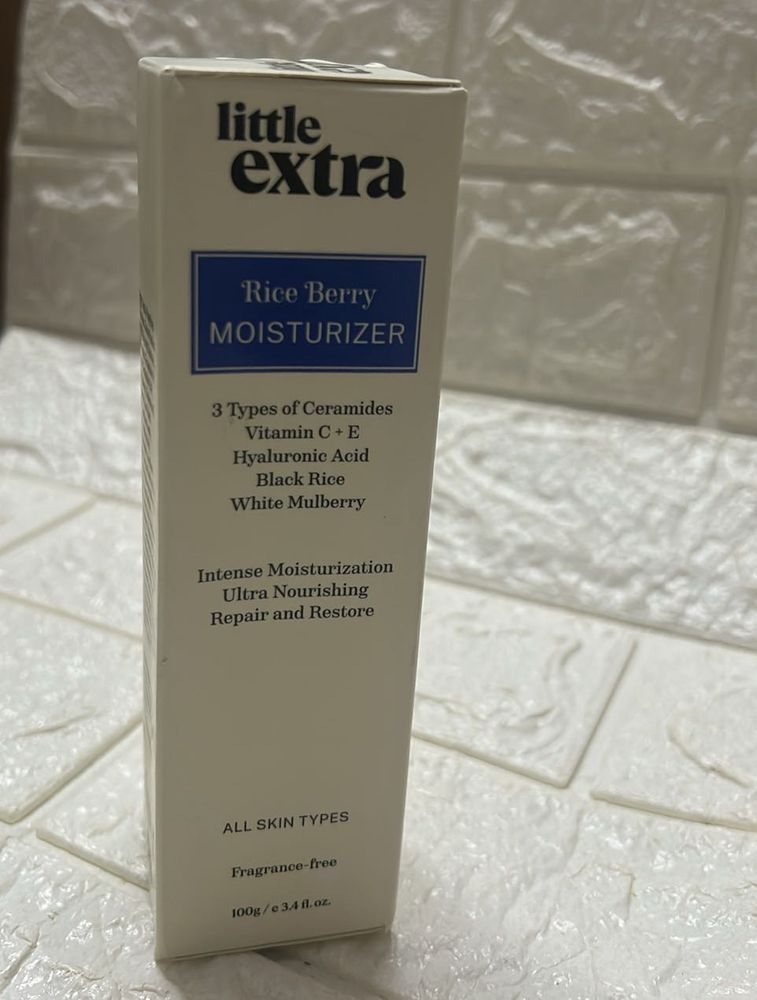 little
extra
Rice Berry
MOISTURIZER
3 Types of Ceramides
Vitamin C + E
Hyaluronic Acid
Black Rice
White Mulberry
Intense Moisturization
Ultra Nourishing
Repair and Restore
ALL SKIN TYPES
Fragrance-free
100g / e 3.4 fl. oz.